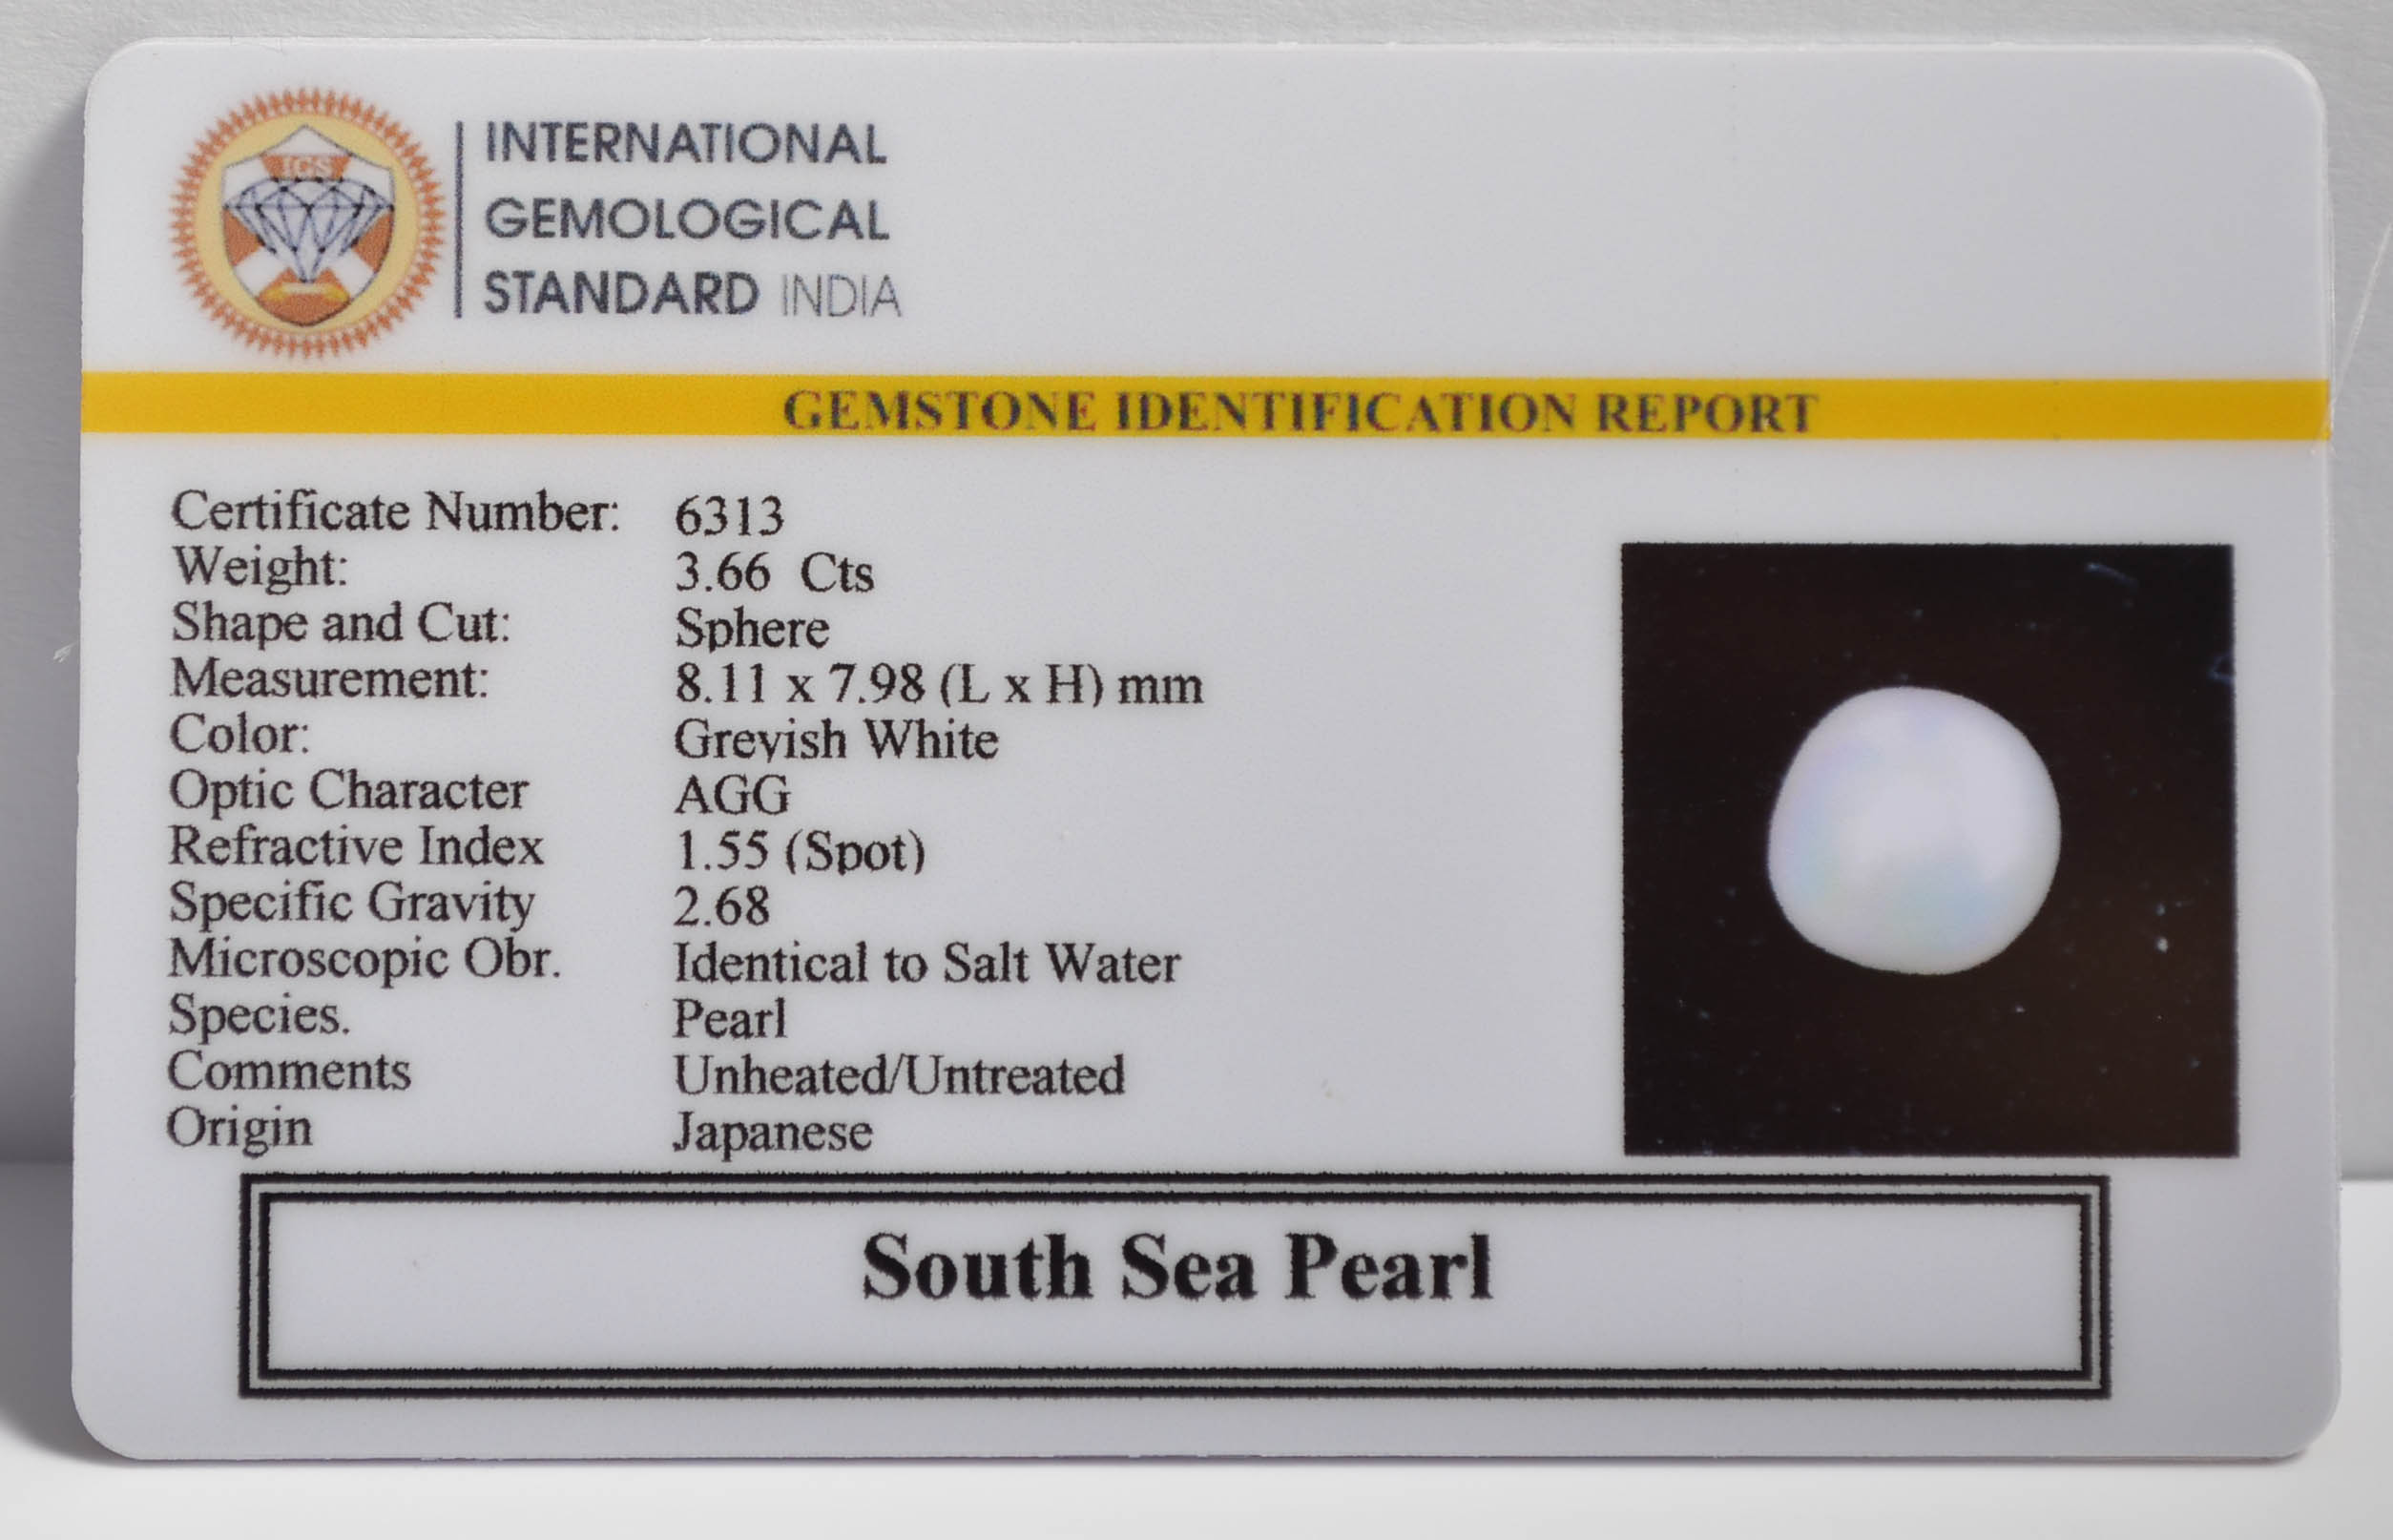 IGS
INTERNATIONAL
GEMOLOGICAL
STANDARD INDIA
GEMSTONE IDENTIFICATION REPORT
Certificate Number: 6313
Weight: 3.66 Cts
Shape and Cut: Sphere
Measurement: 8.11 x 7.98 (L x H) mm
Color: Greyish White
Optic Character AGG
Refractive Index 1.55 (Spot)
Specific Gravity 2.68
Microscopic Obr. Identical to Salt Water
Species. Pearl
Comments Unheated/Untreated
Origin Japanese
South Sea Pearl